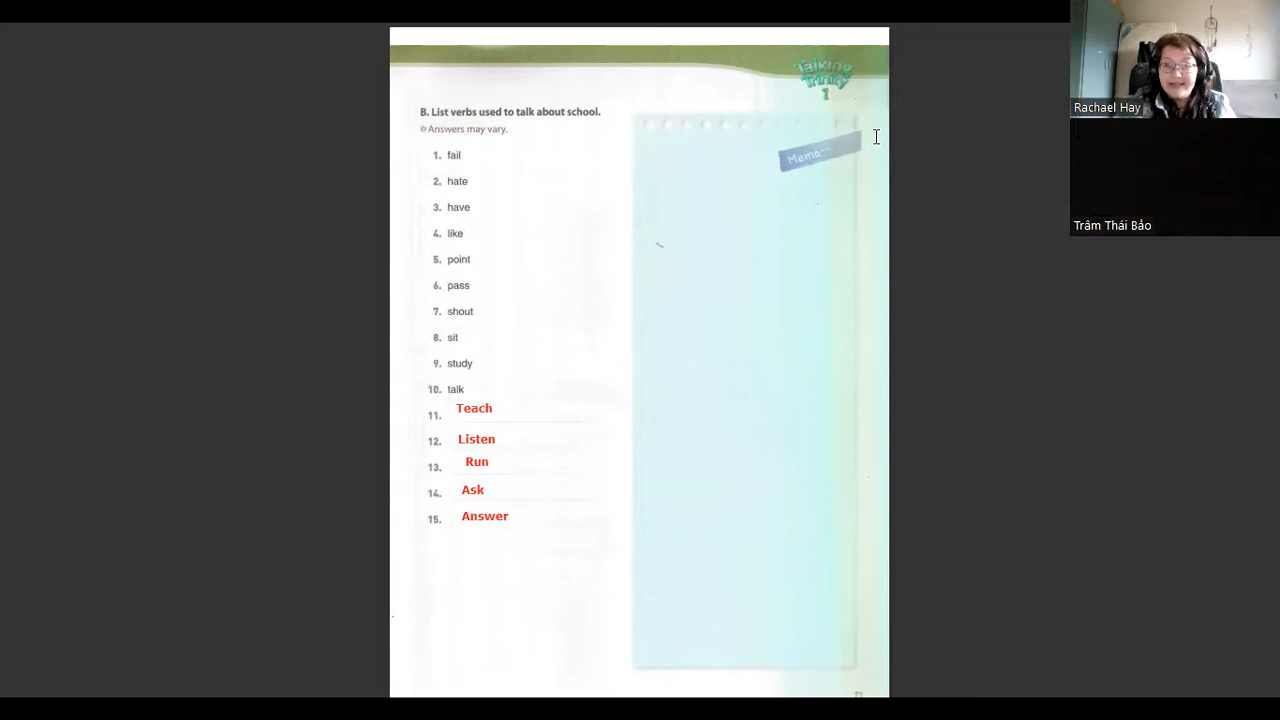 Talking
Trinity
1
B. List verbs used to talk about school.
Answers may vary.
Memo
1. fail
2. hate
3. have
4. like
5. point
6. pass
7. shout
8. sit
9. study
10. talk
11. Teach
12. Listen
13. Run
14. Ask
15. Answer
Rachael Hay
Trâm Thái Bảo